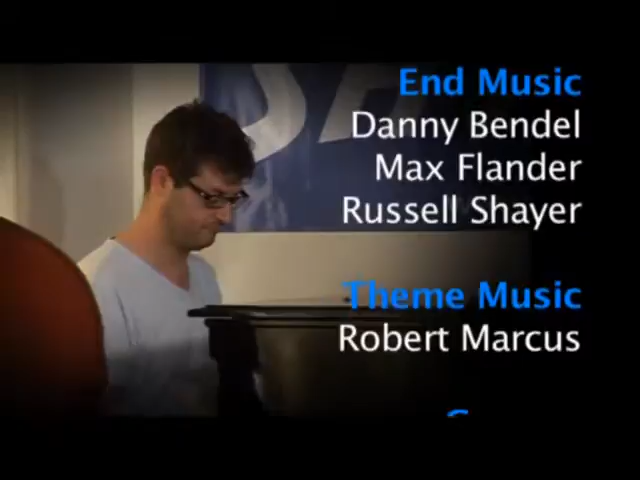 End Music
Danny Bendel
Max Flander
Russell Shayer
Theme Music
Robert Marcus